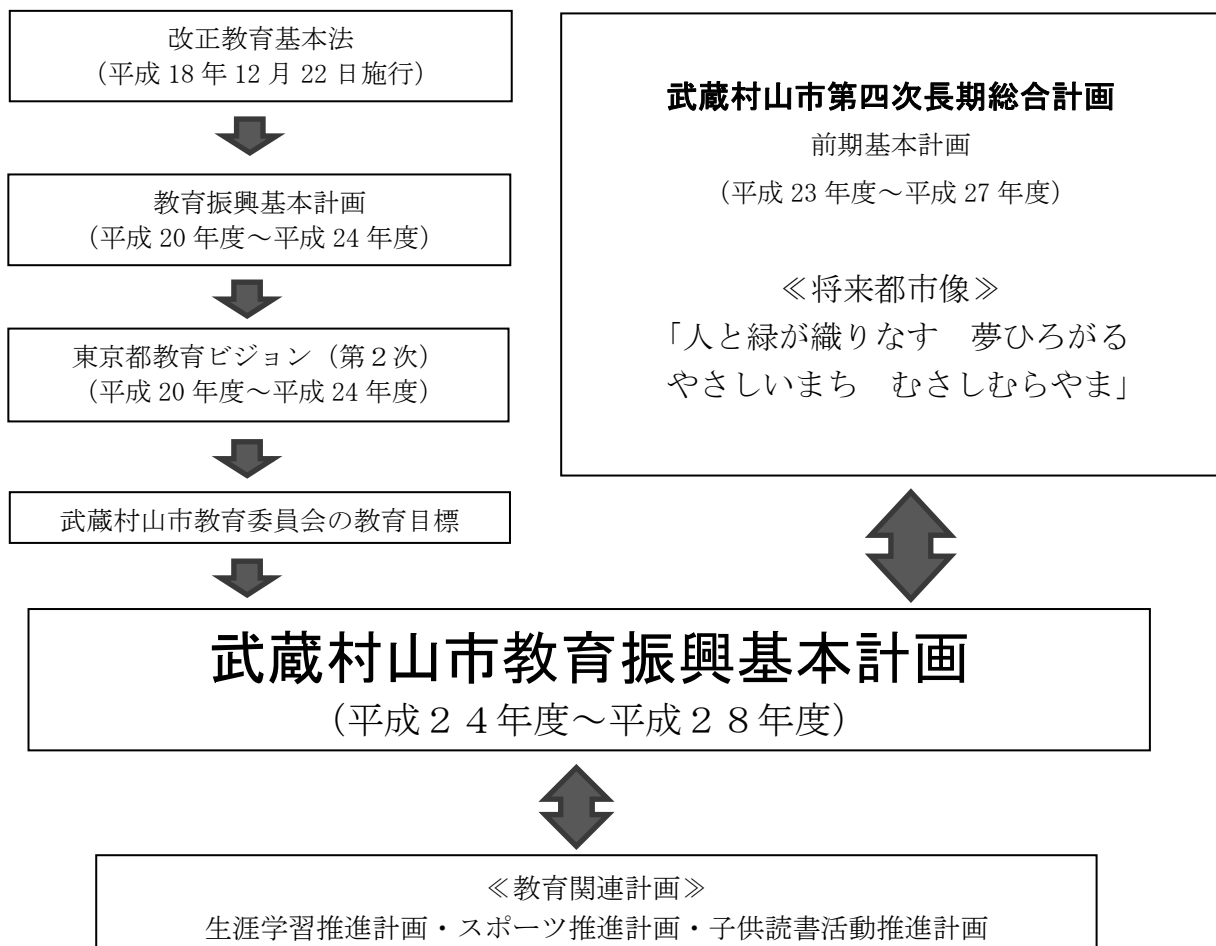 改正教育基本法
(平成 18 年 12 月 22 日施行)
教育振興基本計画
(平成 20 年度～平成 24 年度)
東京都教育ビジョン(第２次)
(平成 20 年度～平成 24 年度)
武蔵村山市教育委員会の教育目標
武蔵村山市第四次長期総合計画
前期基本計画
(平成 23 年度～平成 27 年度)
≪将来都市像≫
「人と緑が織りなす　夢ひろがる
やさしいまち　むさしむらやま」
武蔵村山市教育振興基本計画
(平成２４年度～平成２８年度)
≪教育関連計画≫
生涯学習推進計画・スポーツ推進計画・子供読書活動推進計画